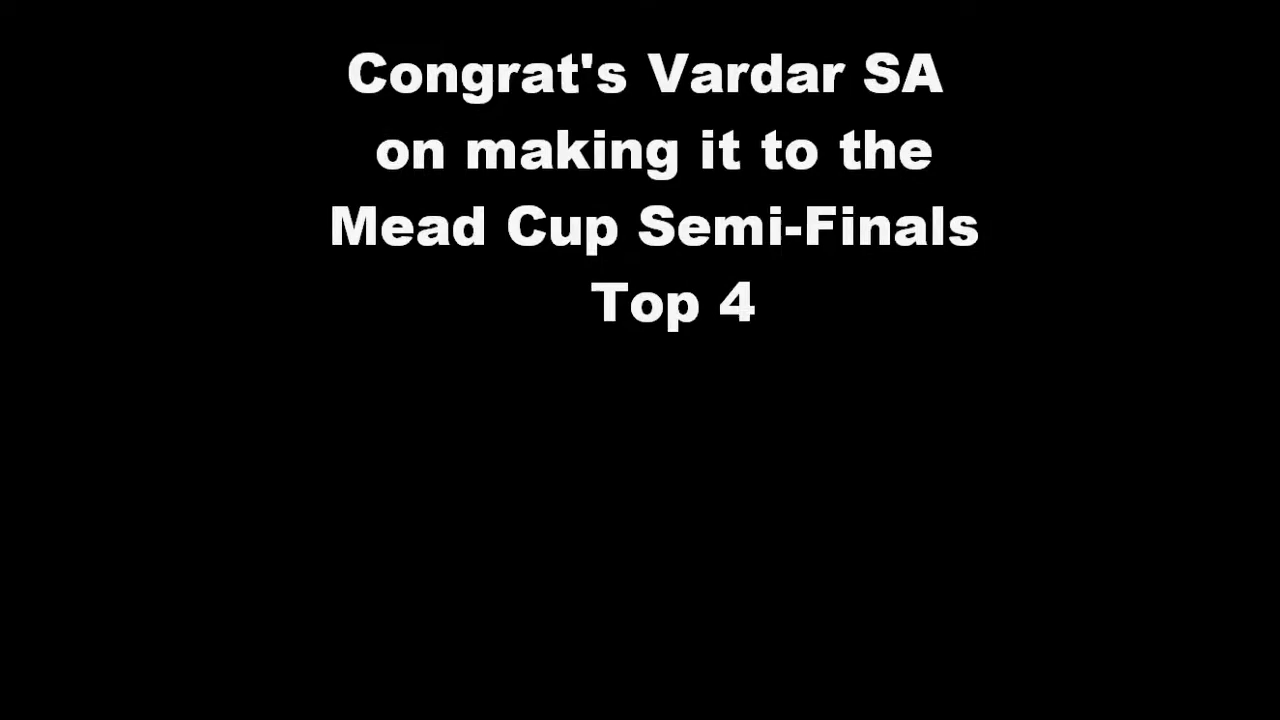 Congrat's Vardar SA
on making it to the
Mead Cup Semi-Finals
Top 4